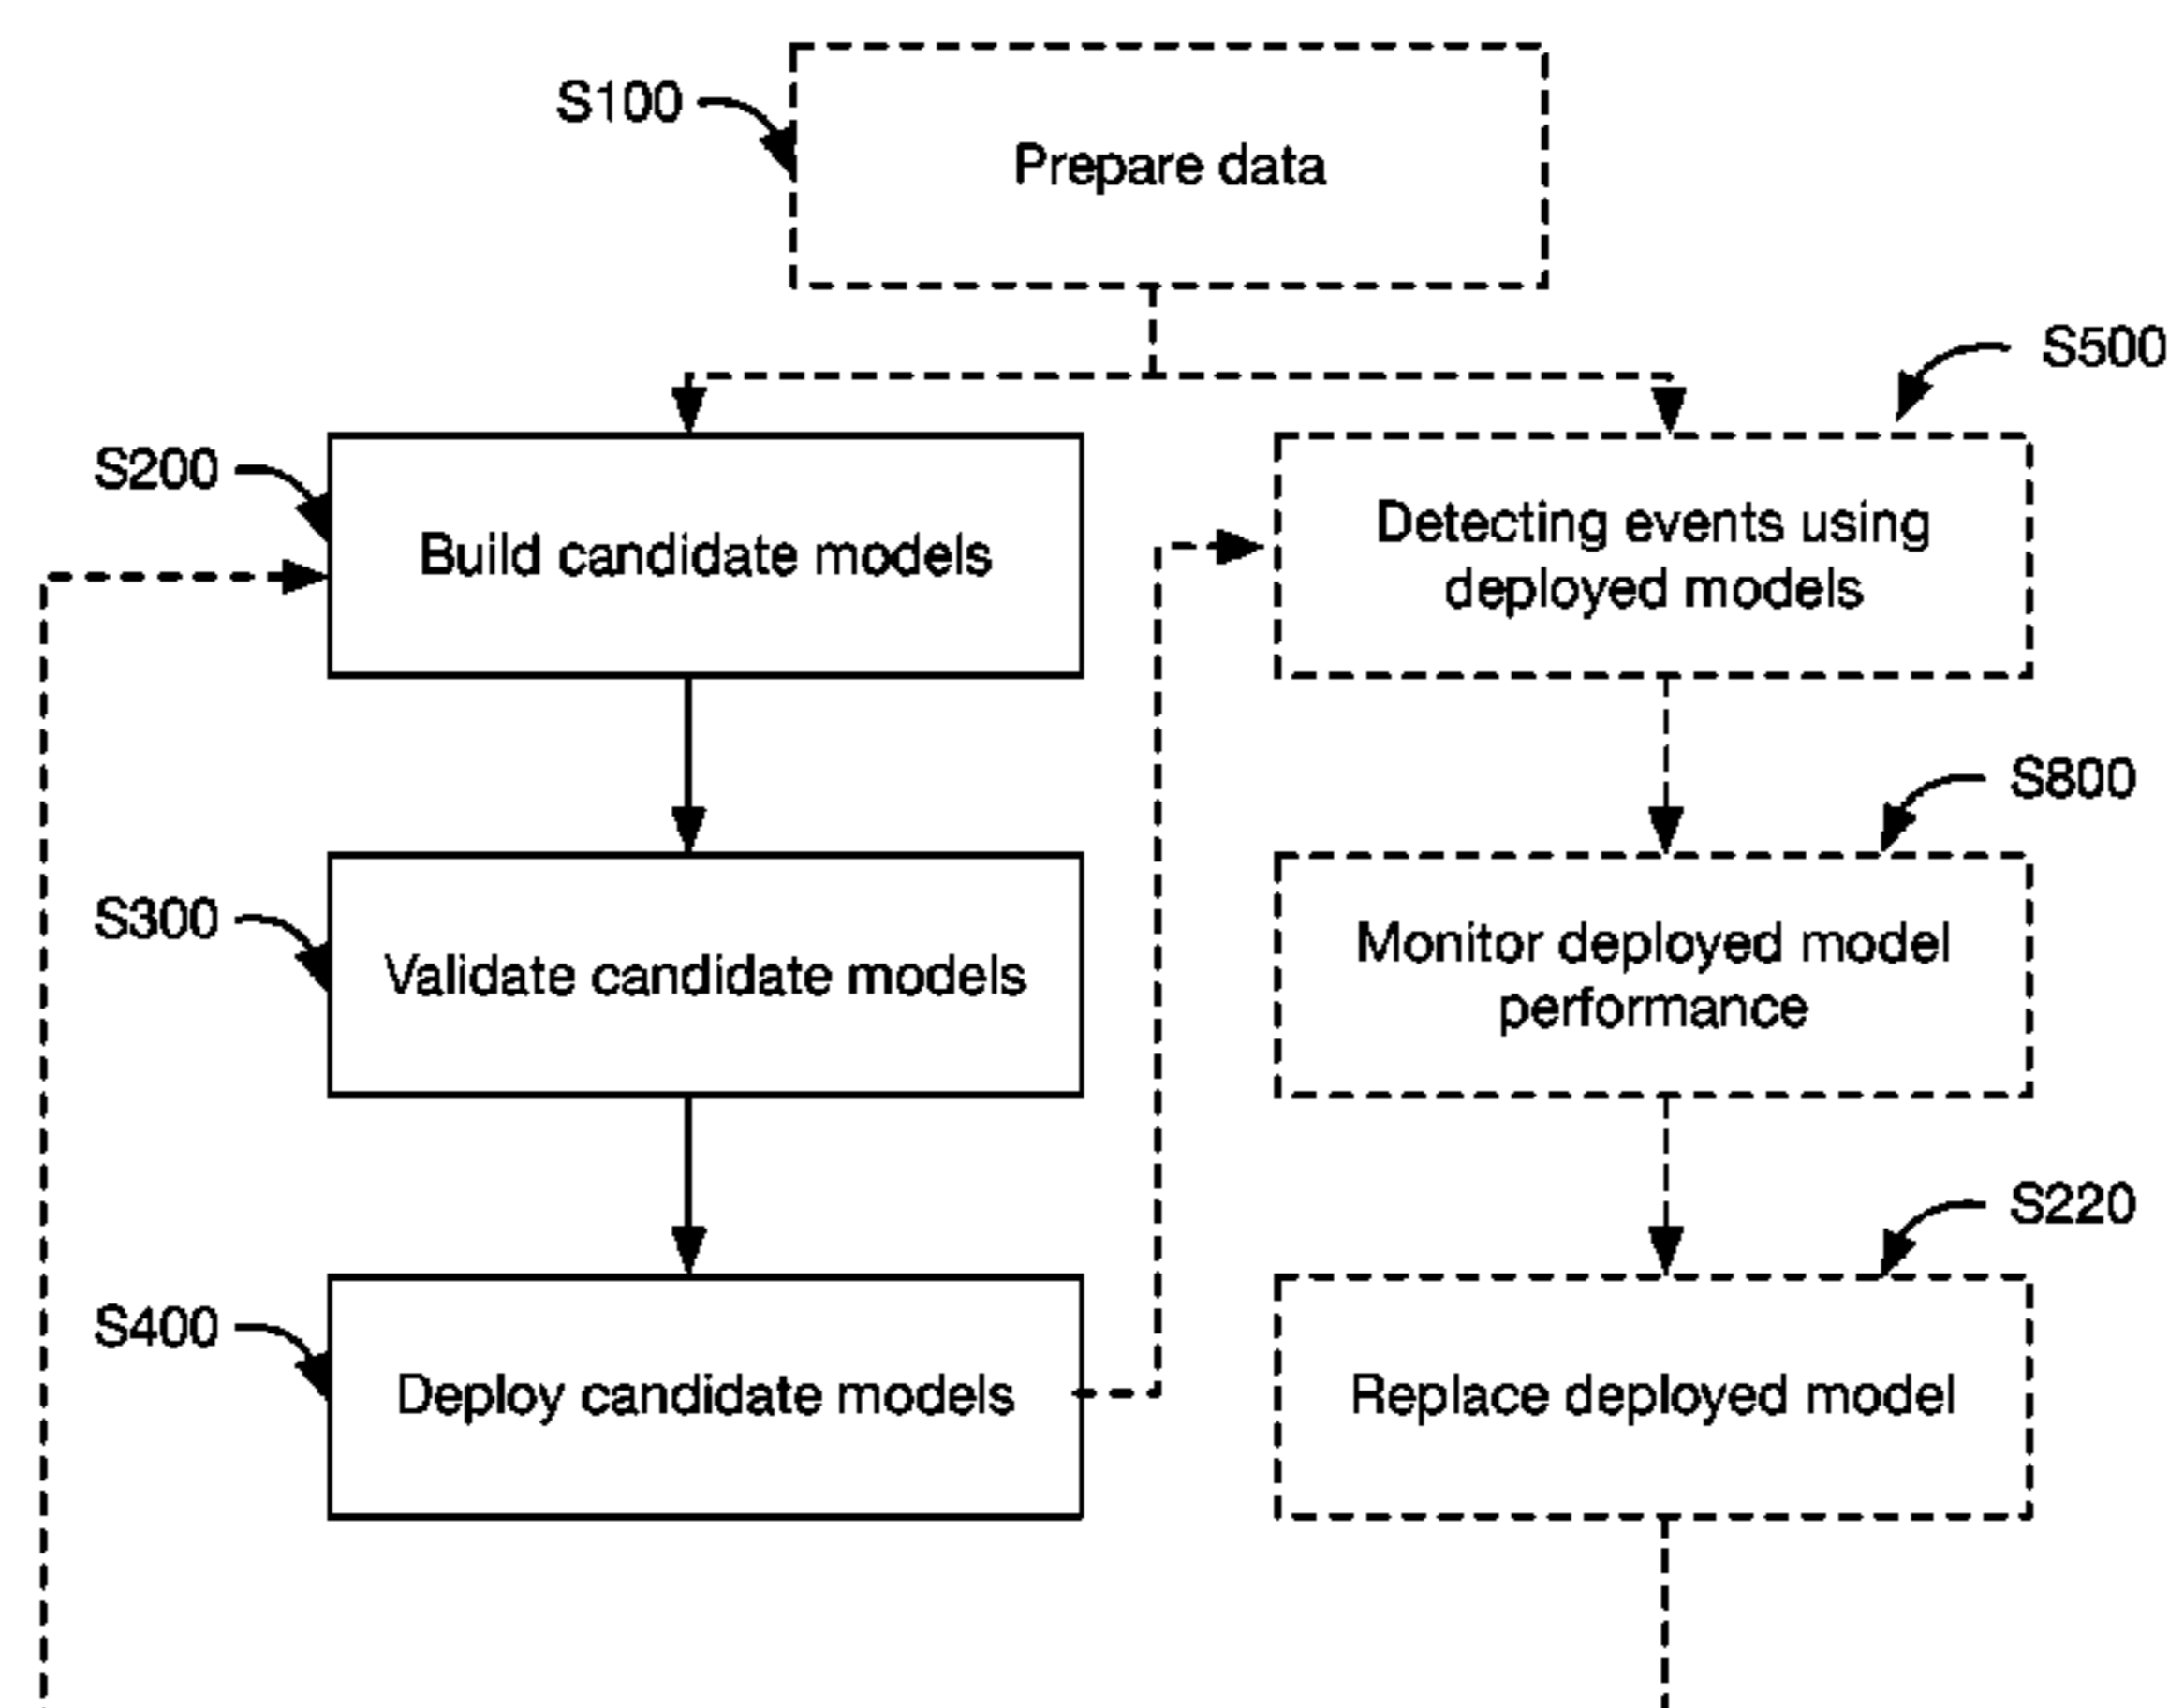 S100
Prepare data
S500
S200
Build candidate models
Detecting events using
deployed models
S800
S300
Validate candidate models
Monitor deployed model
performance
S220
S400
Deploy candidate models
Replace deployed model